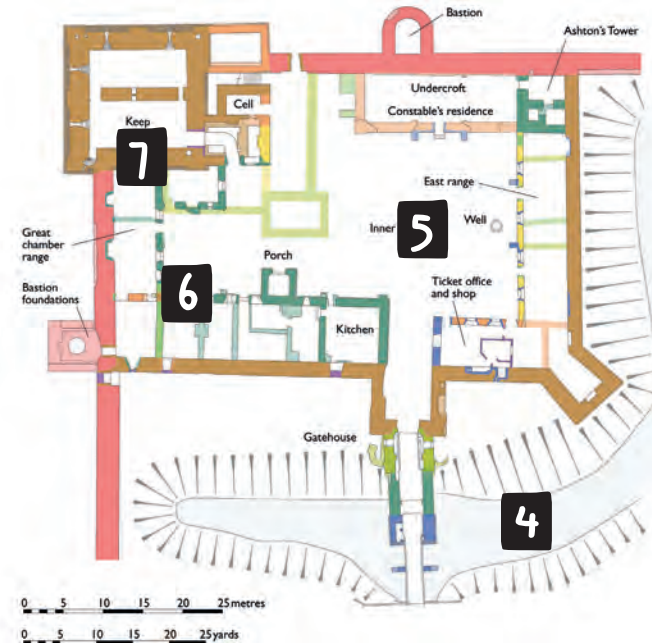 Bastion
Ashton's Tower
Undercroft
Cell
Constable's residence
Keep
7
East range
Great
chamber
range
Inner
5
Well
Porch
Ticket office
and shop
Bastion
foundations
6
Kitchen
Gatehouse
4
0 5 10 15 20 25 metres
0 5 10 15 20 25 yards